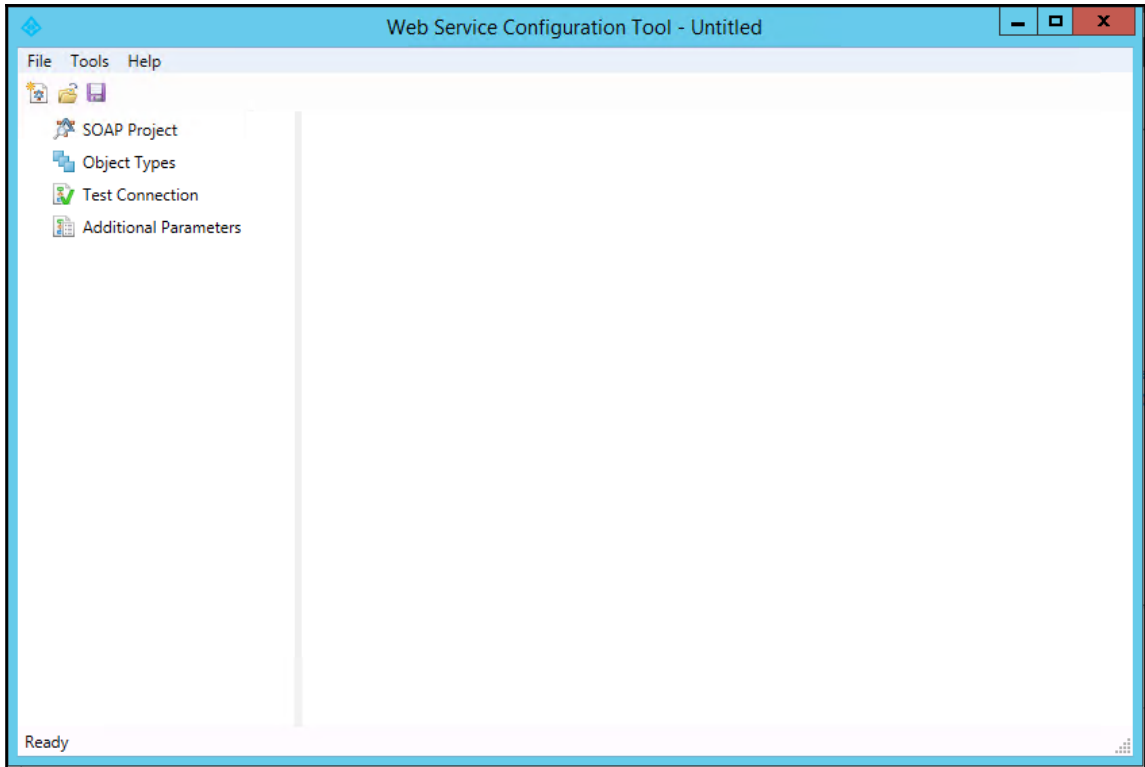 Web Service Configuration Tool - Untitled
File Tools Help
SOAP Project
Object Types
Test Connection
Additional Parameters
Ready